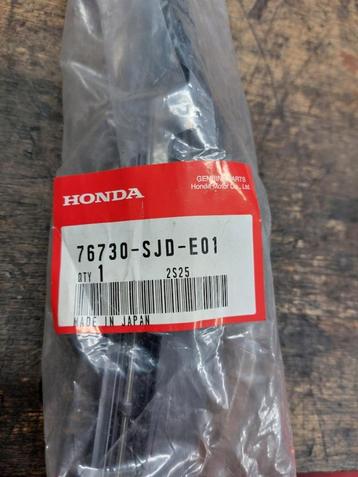 GENUINE PARTS
Honda Motor Co., Ltd.
HONDA
76730-SJD-E01
QTY 1 2S25
MADE IN JAPAN